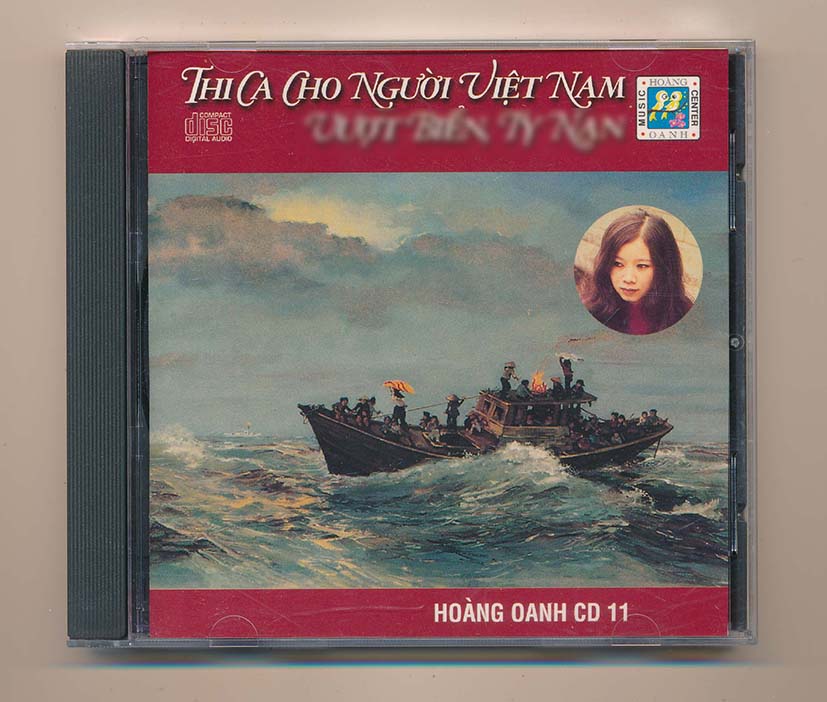 THI CA CHO NGƯỜI VIỆT NAM
COMPACT
disc
DIGITAL AUDIO
MUSIC
HOÀNG
OANH
CENTER
HOÀNG OANH CD 11